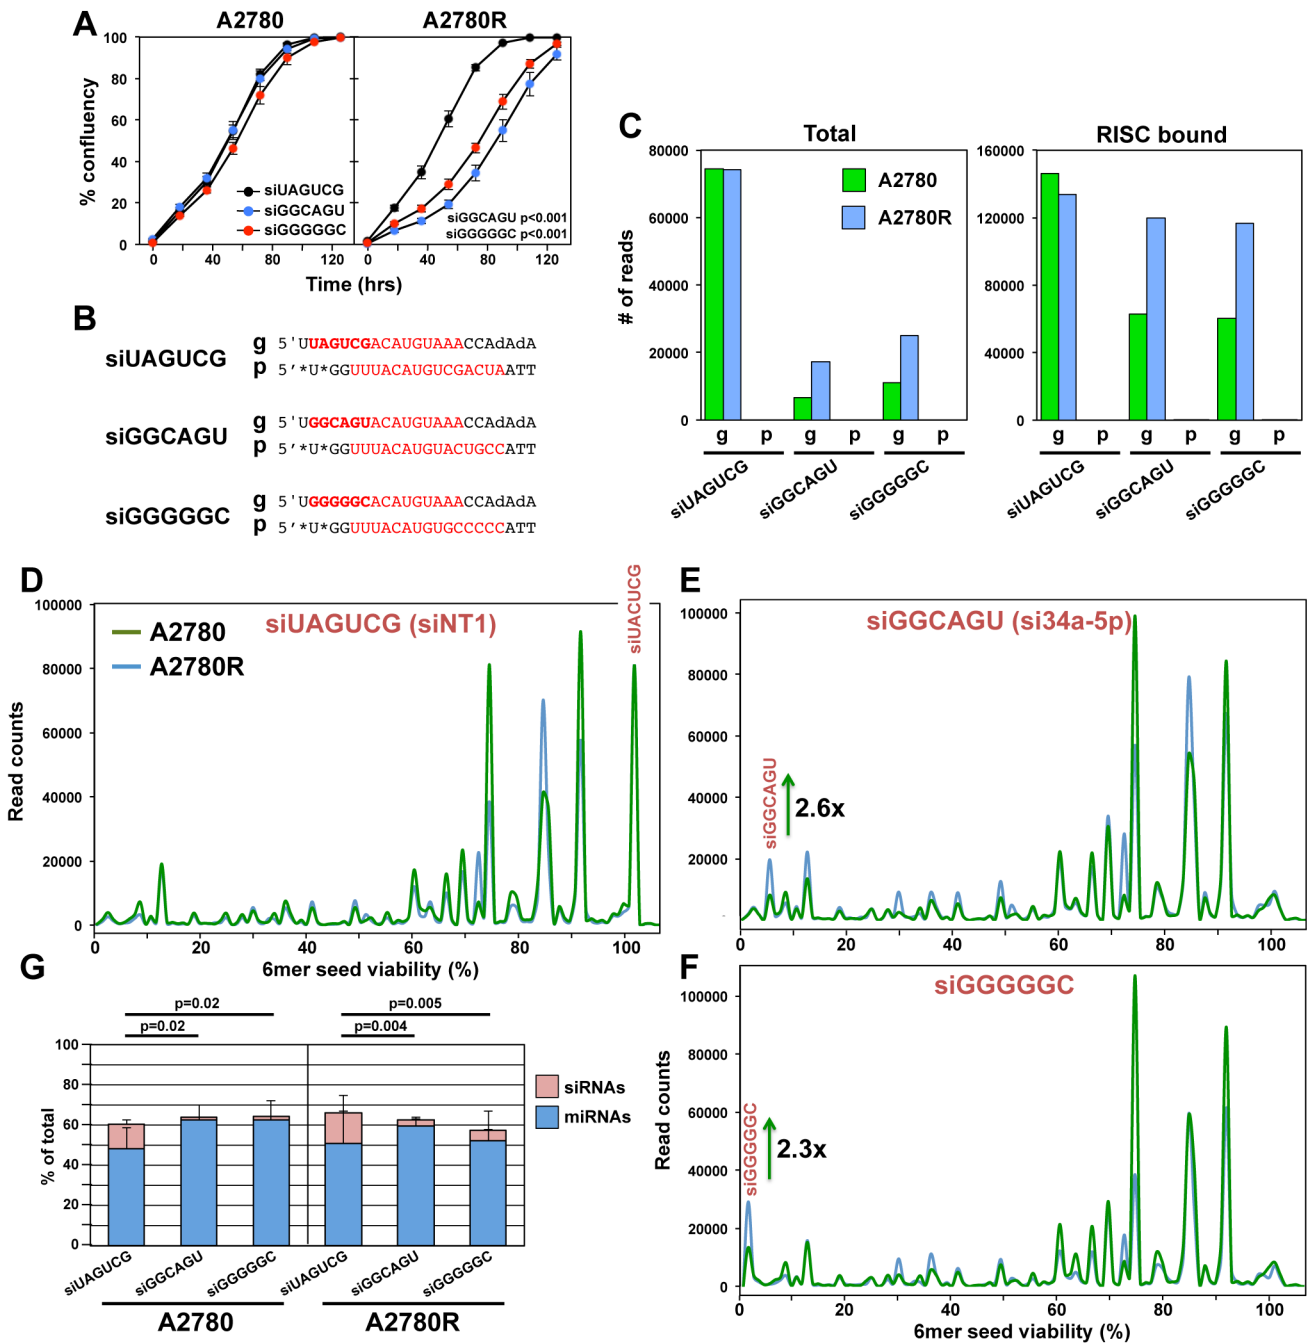 A
A2780
A2780R
% confluency
100
80
60
40
20
0
siUAGUCG
siGGCAGU
siGGGGGC
siGGCAGU p<0.001
siGGGGGC p<0.001
0
40
80
120
0
40
80
120
Time (hrs)
B
siUAGUCG
g 5'UUAGUCGACAUGUAAACCAdAdA
p 5'*U*GGUUUACAUGUCGACUAATT
siGGCAGU
g 5'UGGCAGUACAUGUAAACCAdAdA
p 5'*U*GGUUUACAUGUACUGCCATT
siGGGGGC
g 5'UGGGGGCACAUGUAAACCAdAdA
p 5'*U*GGUUUACAUGUGCCCCCATT
C
Total
RISC bound
# of reads
80000
60000
40000
20000
0
A2780
A2780R
160000
120000
80000
40000
0
g p g p g p
g p g p g p
siUAGUCG
siGGCAGU
siGGGGGC
siUAGUCG
siGGCAGU
siGGGGGC
D
siUAGUCG (siNT1)
siUACUCG
A2780
A2780R
Read counts
100000
80000
60000
40000
20000
0
0
20
40
60
80
100
6mer seed viability (%)
E
siGGCAGU (si34a-5p)
100000
80000
60000
40000
20000
0
siGGCAGU
2.6x
0
20
40
60
80
100
F
siGGGGGC
Read counts
100000
80000
60000
40000
20000
0
siGGGGGC
2.3x
0
20
40
60
80
100
6mer seed viability (%)
G
p=0.02
p=0.02
p=0.005
p=0.004
% of total
100
80
60
40
20
0
siRNAs
miRNAs
siUAGUCG
siGGCAGU
siGGGGGC
siUAGUCG
siGGCAGU
siGGGGGC
A2780
A2780R